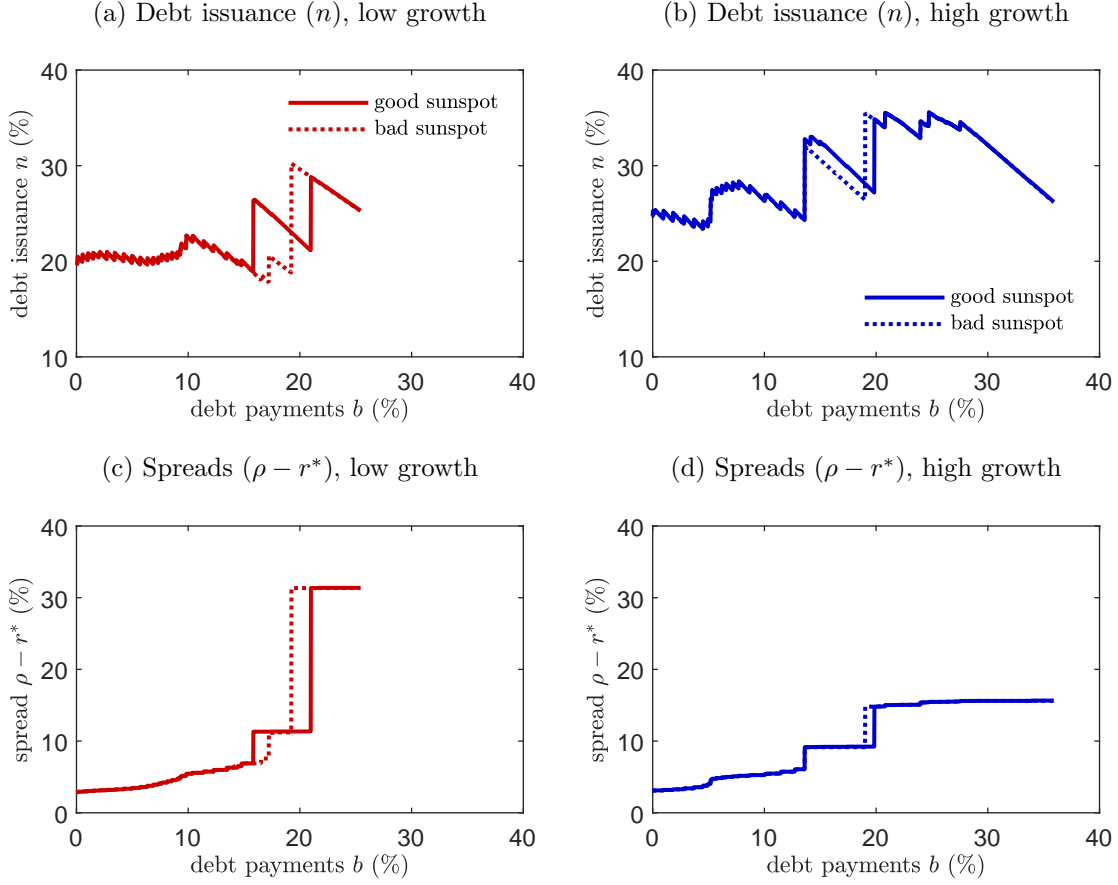 (a) Debt issuance (n), low growth
40
30
20
10
debt issuance n (%)
good sunspot
bad sunspot
0 10 20 30 40
debt payments b (%)
(b) Debt issuance (n), high growth
40
30
20
10
debt issuance n (%)
good sunspot
bad sunspot
0 10 20 30 40
debt payments b (%)
(c) Spreads (ρ − r*), low growth
40
30
20
10
0
spread ρ − r* (%)
0 10 20 30 40
debt payments b (%)
(d) Spreads (ρ − r*), high growth
40
30
20
10
0
spread ρ − r* (%)
0 10 20 30 40
debt payments b (%)